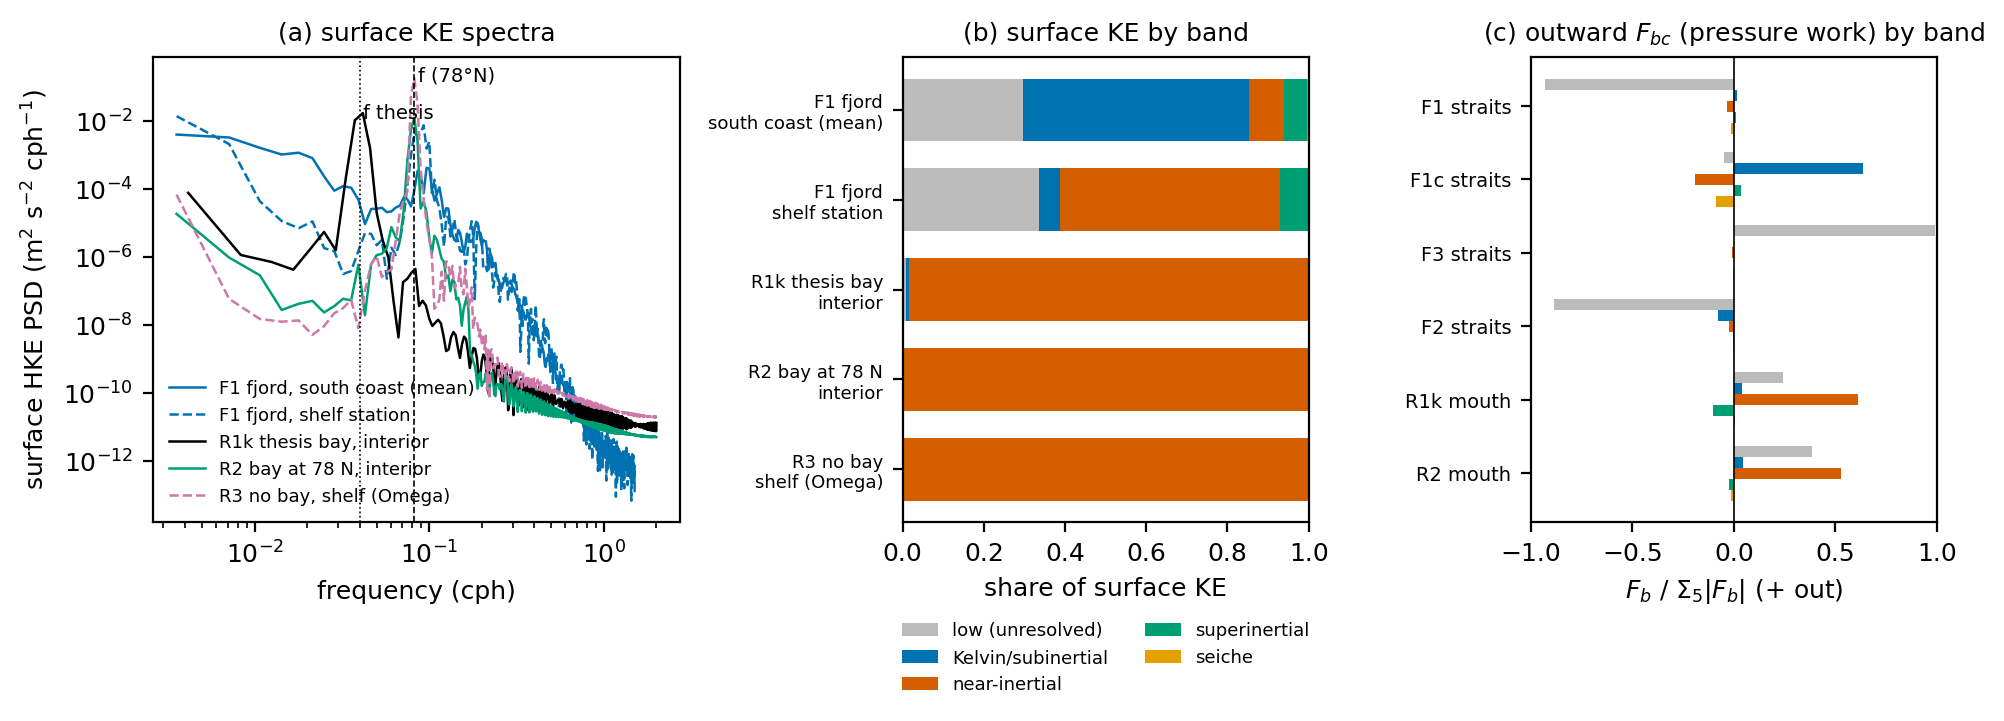 (a) surface KE spectra
surface HKE PSD (m² s⁻² cph⁻¹)
10⁻²
10⁻⁴
10⁻⁶
10⁻⁸
10⁻¹⁰
10⁻¹²
f (78°N)
f thesis
F1 fjord, south coast (mean)
F1 fjord, shelf station
R1k thesis bay, interior
R2 bay at 78 N, interior
R3 no bay, shelf (Omega)
10⁻² 10⁻¹ 10⁰
frequency (cph)
(b) surface KE by band
F1 fjord
south coast (mean)
F1 fjord
shelf station
R1k thesis bay
interior
R2 bay at 78 N
interior
R3 no bay
shelf (Omega)
0.0 0.2 0.4 0.6 0.8 1.0
share of surface KE
low (unresolved)
Kelvin/subinertial
near-inertial
superinertial
seiche
(c) outward F_bc (pressure work) by band
F1 straits
F1c straits
F3 straits
F2 straits
R1k mouth
R2 mouth
−1.0 −0.5 0.0 0.5 1.0
F_b / Σ₅|F_b| (+ out)